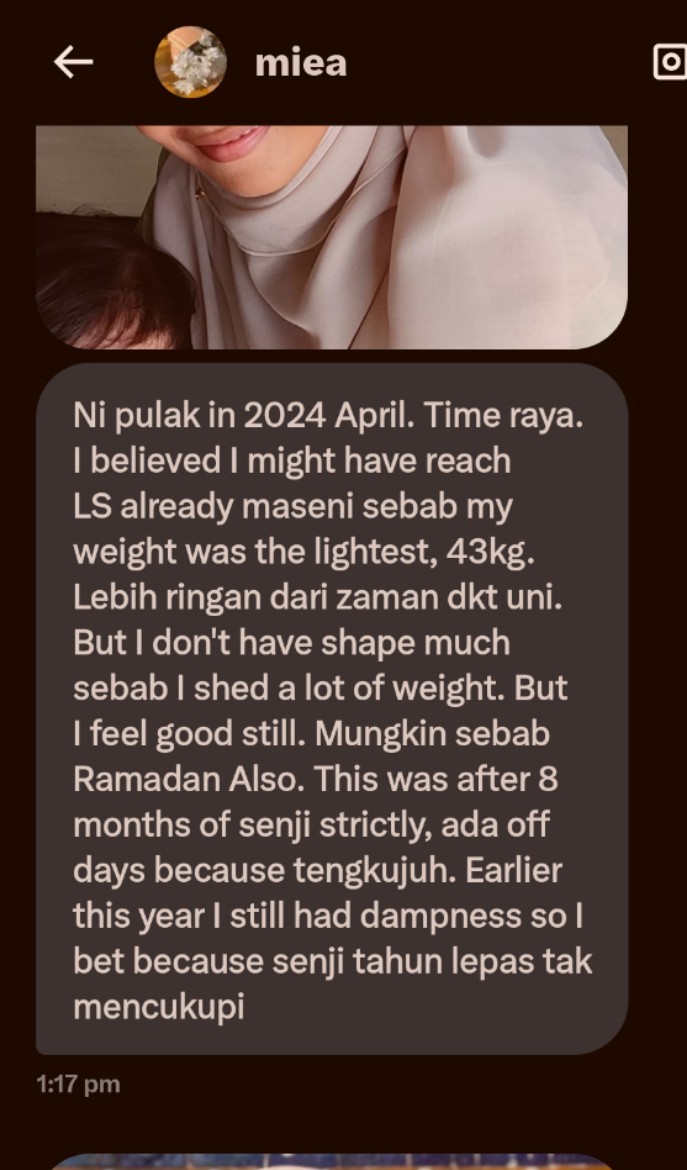 miea
Ni pulak in 2024 April. Time raya.
I believed I might have reach
LS already maseni sebab my
weight was the lightest, 43kg.
Lebih ringan dari zaman dkt uni.
But I don't have shape much
sebab I shed a lot of weight. But
I feel good still. Mungkin sebab
Ramadan Also. This was after 8
months of senji strictly, ada off
days because tengkujuh. Earlier
this year I still had dampness so I
bet because senji tahun lepas tak
mencukupi
1:17 pm